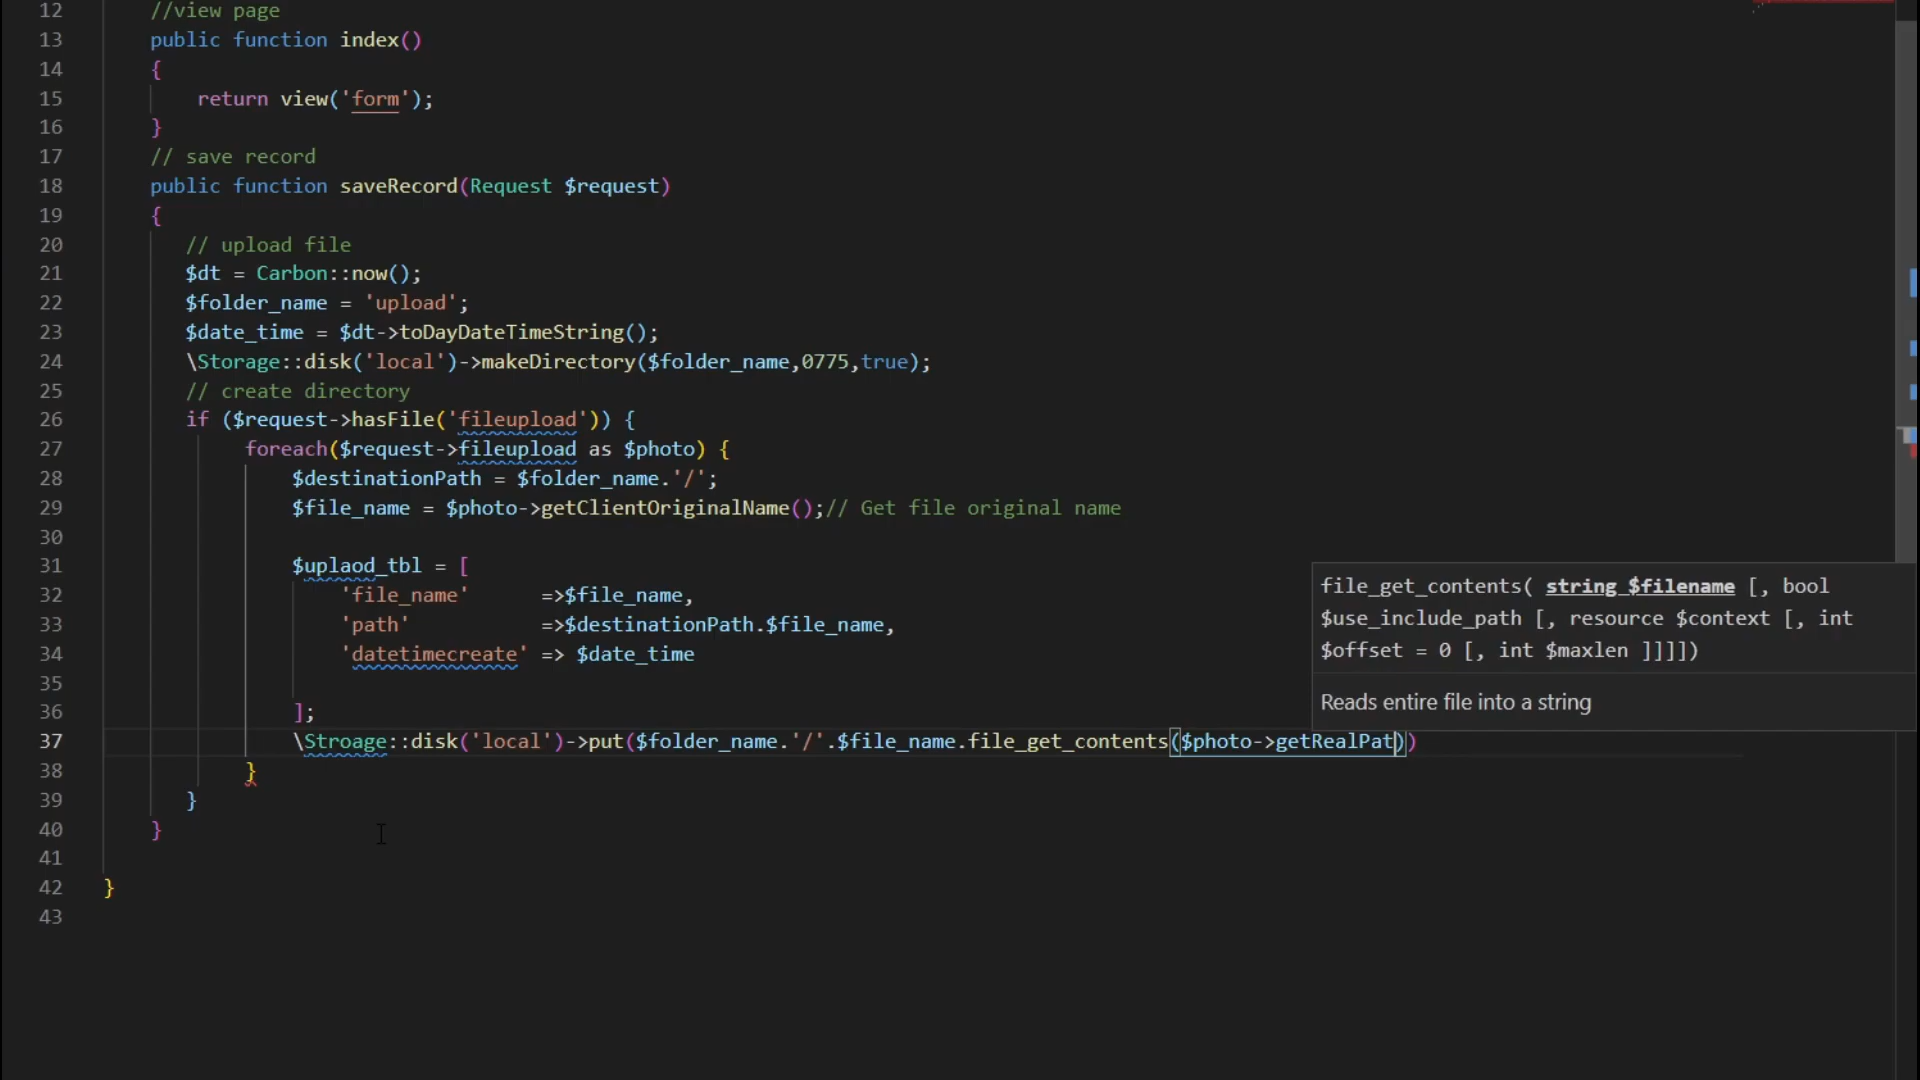 12 //view page
13 public function index()
14 {
15 return view('form');
16 }
17 // save record
18 public function saveRecord(Request $request)
19 {
20 // upload file
21 $dt = Carbon::now();
22 $folder_name = 'upload';
23 $date_time = $dt->toDayDateTimeString();
24 \Storage::disk('local')->makeDirectory($folder_name,0775,true);
25 // create directory
26 if ($request->hasFile('fileupload')) {
27 foreach($request->fileupload as $photo) {
28 $destinationPath = $folder_name.'/';
29 $file_name = $photo->getClientOriginalName();// Get file original name
30
31 $uplaod_tbl = [
32 'file_name' =>$file_name,
33 'path' =>$destinationPath.$file_name,
34 'datetimecreate' => $date_time
35
36 ];
37 \Stroage::disk('local')->put($folder_name.'/'.$file_name.file_get_contents($photo->getRealPat))
38 }
39 }
40 }
41
42 }
43
file_get_contents( string $filename [, bool
$use_include_path [, resource $context [, int
$offset = 0 [, int $maxlen ]]]])
Reads entire file into a string